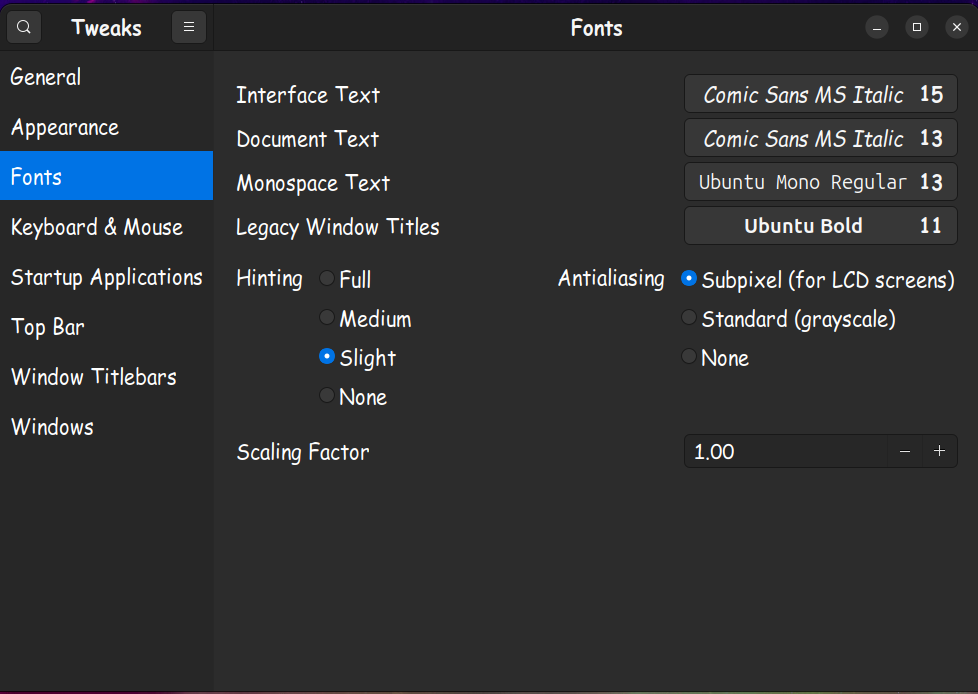 Tweaks
Fonts
General
Appearance
Fonts
Keyboard & Mouse
Startup Applications
Top Bar
Window Titlebars
Windows
Interface Text Comic Sans MS Italic 15
Document Text Comic Sans MS Italic 13
Monospace Text Ubuntu Mono Regular 13
Legacy Window Titles Ubuntu Bold 11
Hinting Full Antialiasing Subpixel (for LCD screens)
Medium Standard (grayscale)
Slight None
None
Scaling Factor 1.00 − +